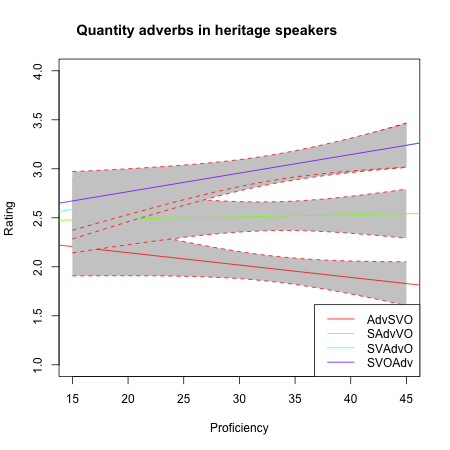 Quantity adverbs in heritage speakers
4.0
3.5
3.0
2.5
2.0
1.5
1.0
Rating
15 20 25 30 35 40 45
Proficiency
AdvSVO
SAdvVO
SVAdvO
SVOAdv